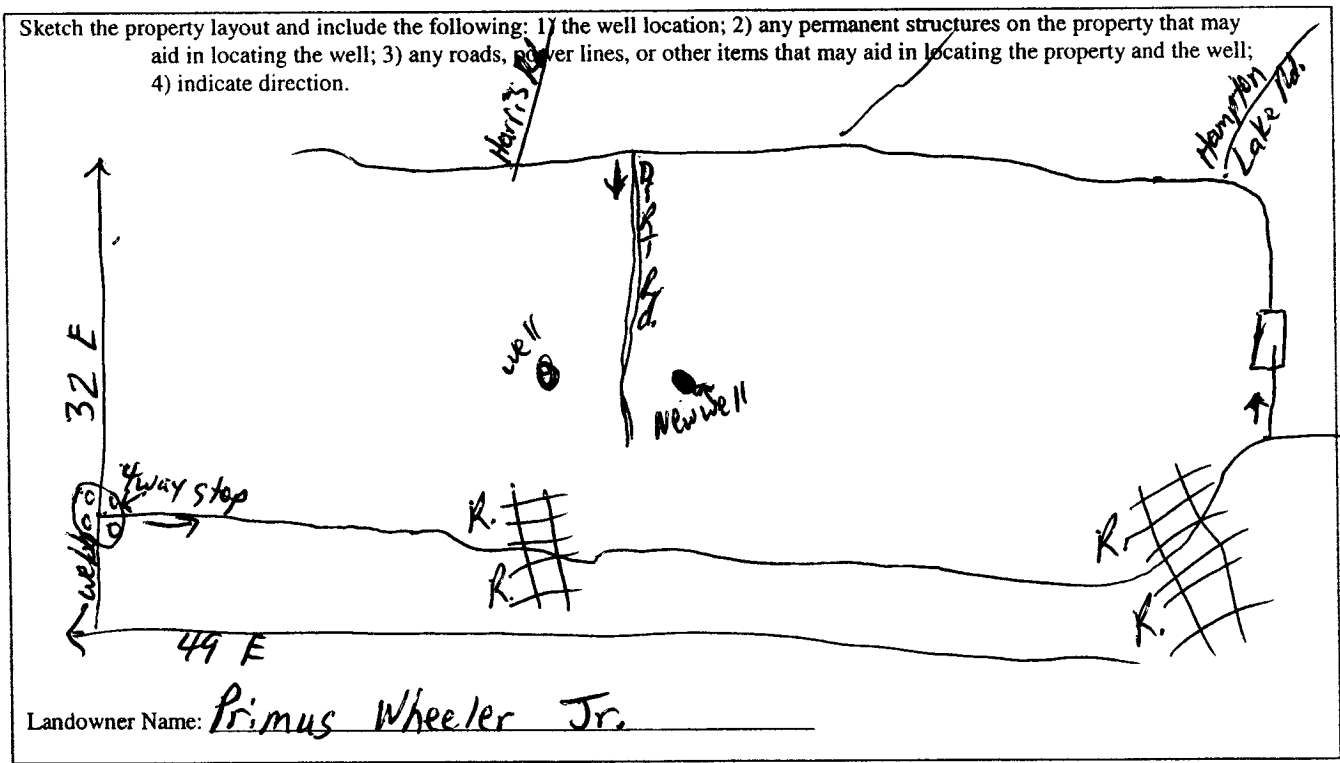 Sketch the property layout and include the following: 1) the well location; 2) any permanent structures on the property that may
aid in locating the well; 3) any roads, power lines, or other items that may aid in locating the property and the well;
4) indicate direction.
Harris Rd
Hampton
Lake Rd.
Dirt Rd.
32 E
well
New well
4 way stop
R.
R.
R.
R.
Webb
49 E
Landowner Name: Primus Wheeler Jr.